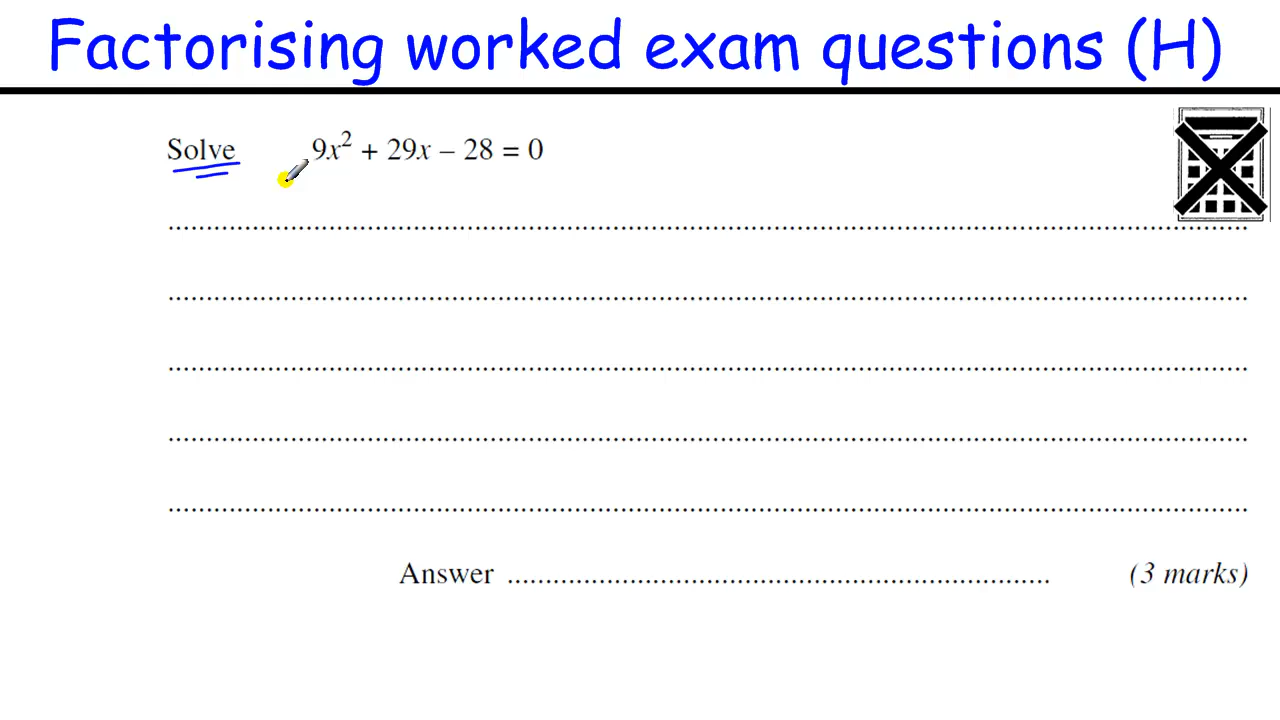 Factorising worked exam questions (H)
Solve 9x² + 29x – 28 = 0
Answer ........................................................................ (3 marks)